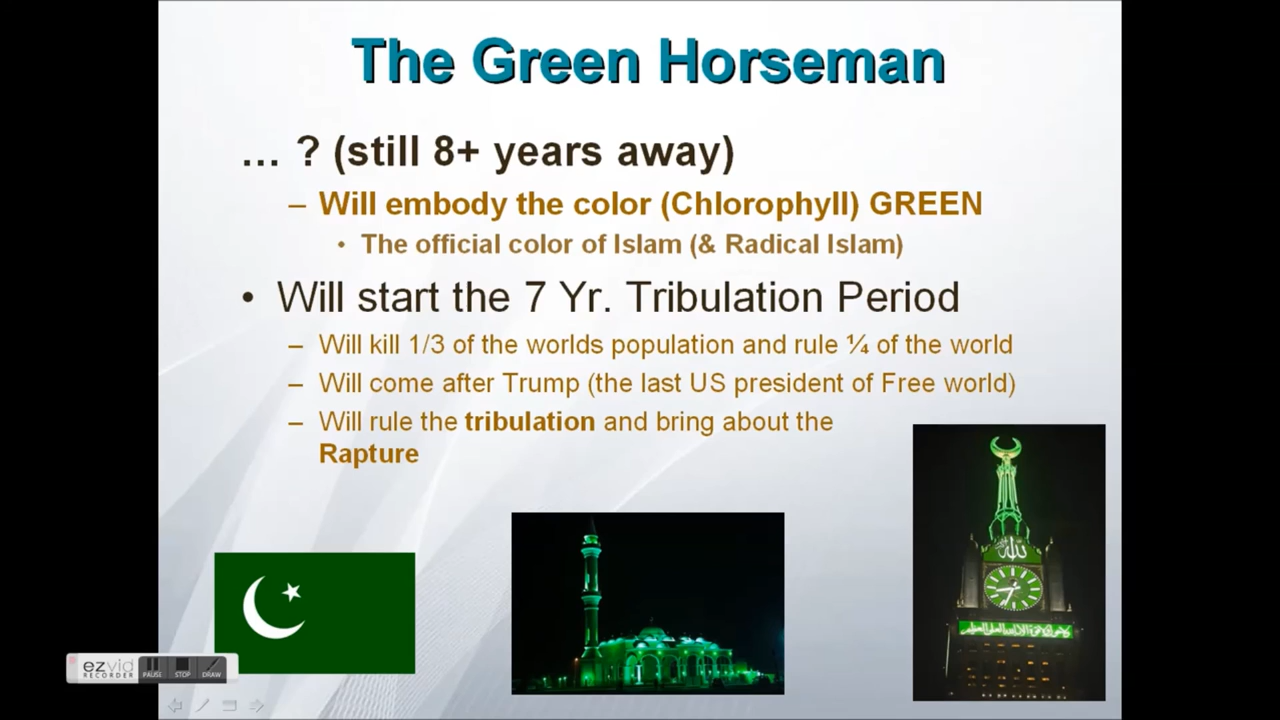 The Green Horseman
... ? (still 8+ years away)
– Will embody the color (Chlorophyll) GREEN
• The official color of Islam (& Radical Islam)
• Will start the 7 Yr. Tribulation Period
– Will kill 1/3 of the worlds population and rule ¼ of the world
– Will come after Trump (the last US president of Free world)
– Will rule the tribulation and bring about the
Rapture
الله
ezvid
RECORDER
PAUSE
STOP
DRAW